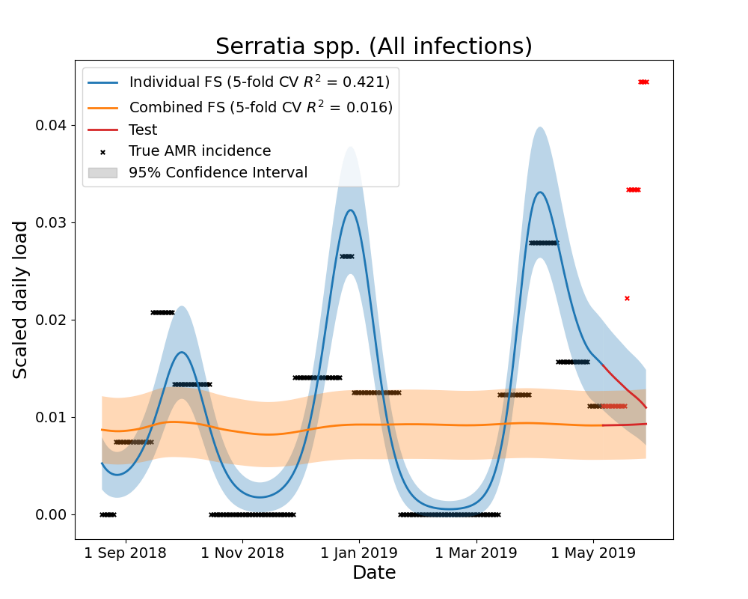 Serratia spp. (All infections)
Individual FS (5-fold CV R² = 0.421)
Combined FS (5-fold CV R² = 0.016)
Test
True AMR incidence
95% Confidence Interval
Scaled daily load
0.04
0.03
0.02
0.01
0.00
1 Sep 2018 1 Nov 2018 1 Jan 2019 1 Mar 2019 1 May 2019
Date